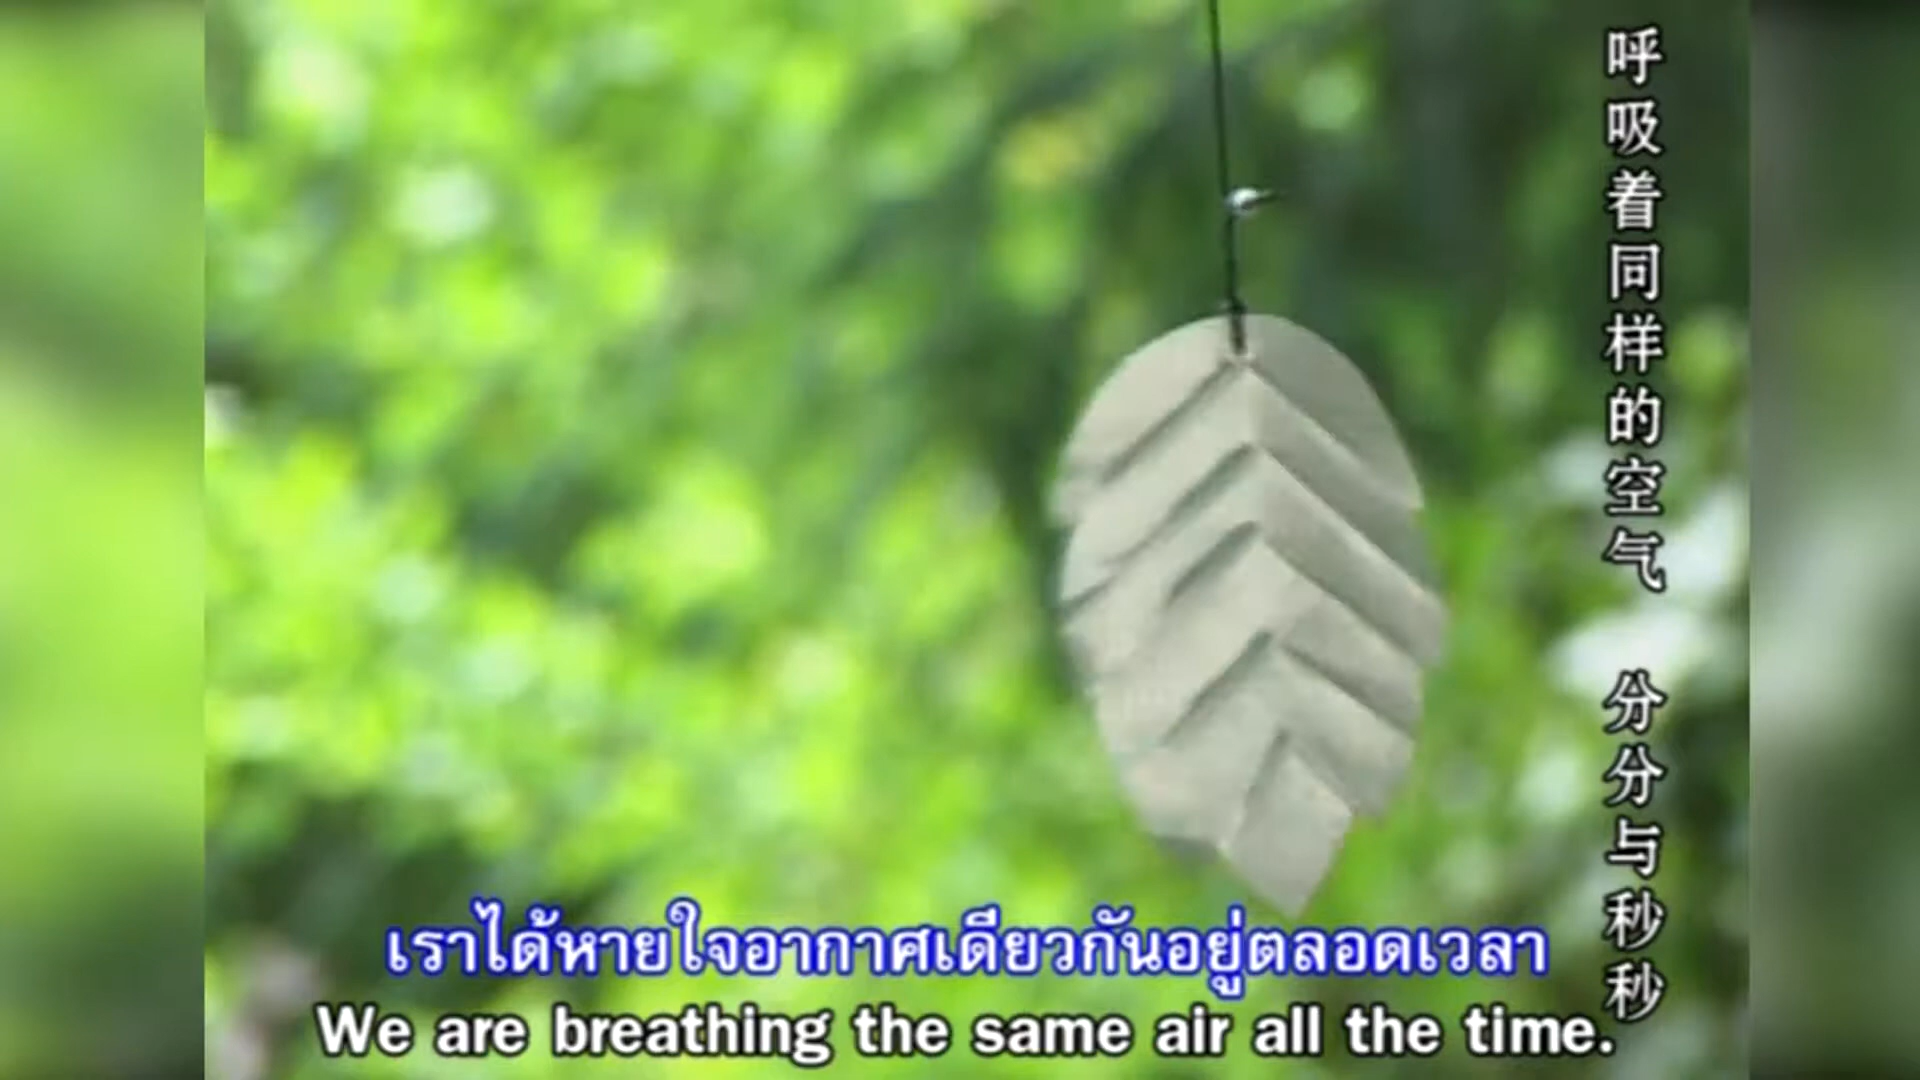 呼吸着同样的空气 分分与秒秒
เราได้หายใจอากาศเดียวกันอยู่ตลอดเวลา
We are breathing the same air all the time.